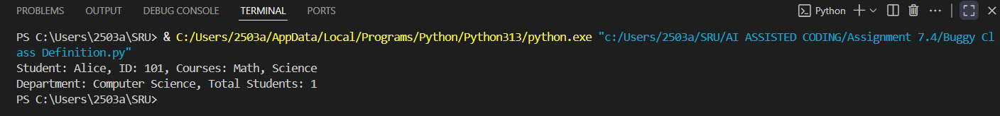 PROBLEMS OUTPUT DEBUG CONSOLE TERMINAL PORTS Python
PS C:\Users\2503a\SRU> & C:/Users/2503a/AppData/Local/Programs/Python/Python313/python.exe "c:/Users/2503a/SRU/AI ASSISTED CODING/Assignment 7.4/Buggy Cl
ass Definition.py"
Student: Alice, ID: 101, Courses: Math, Science
Department: Computer Science, Total Students: 1
PS C:\Users\2503a\SRU>